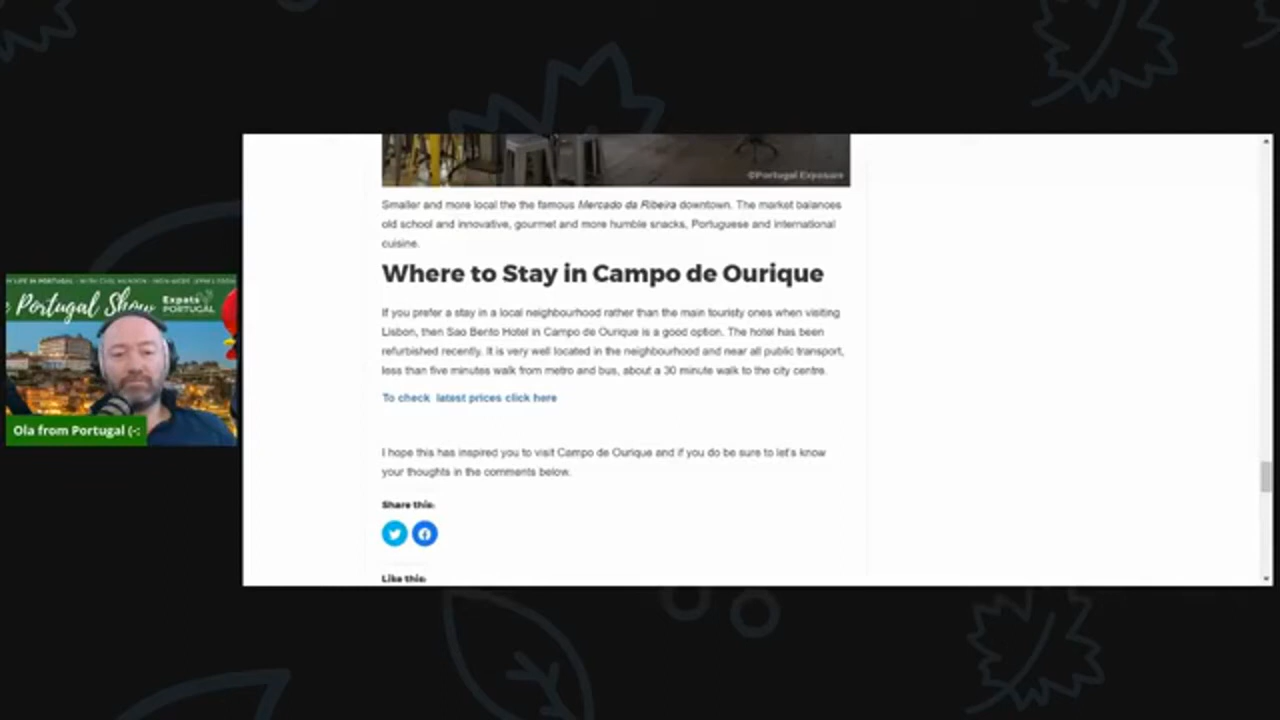 ©Portugal Exposure
Smaller and more local the the famous Mercado da Ribeira downtown. The market balances
old school and innovative, gourmet and more humble snacks, Portuguese and international
cuisine.
Where to Stay in Campo de Ourique
If you prefer a stay in a local neighbourhood rather than the main touristy ones when visiting
Lisbon, then Sao Bento Hotel in Campo de Ourique is a good option. The hotel has been
refurbished recently. It is very well located in the neighbourhood and near all public transport,
less than five minutes walk from metro and bus, about a 30 minute walk to the city centre.
To check latest prices click here
I hope this has inspired you to visit Campo de Ourique and if you do be sure to let's know
your thoughts in the comments below.
Share this:
Like this:
LIFE IN PORTUGAL
Portugal Show
Expats
PORTUGAL
Ola from Portugal (-: